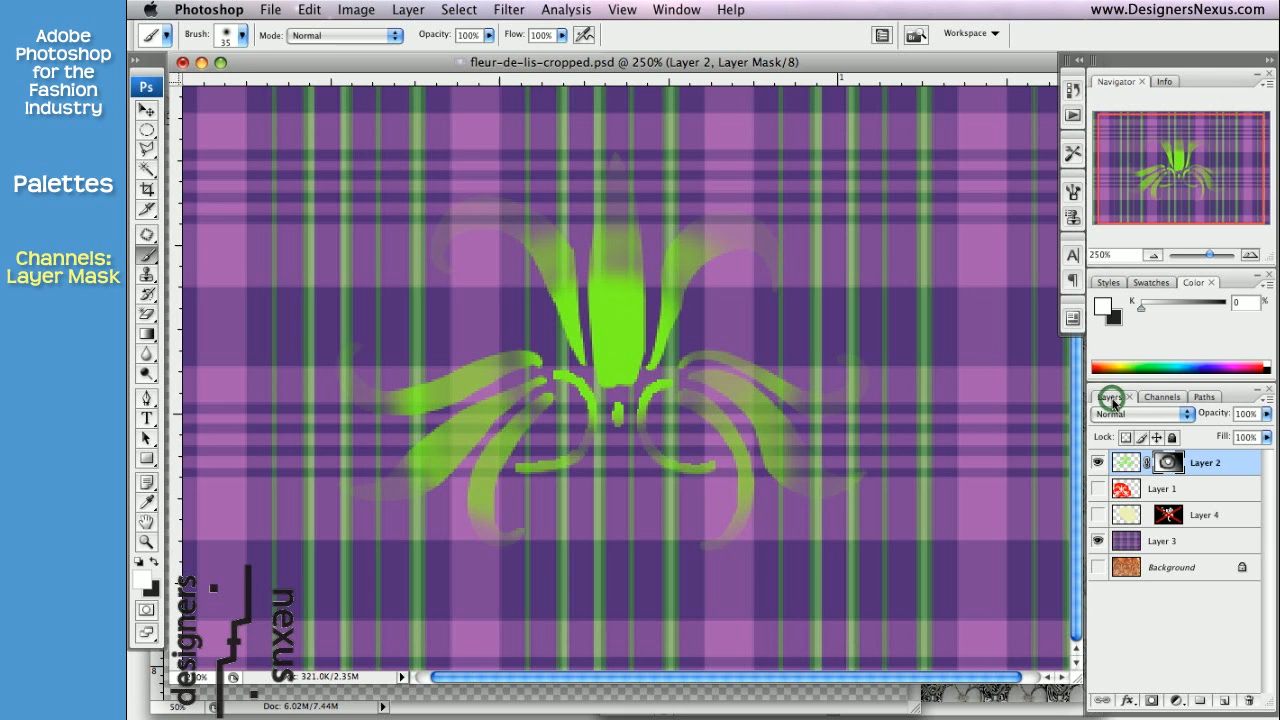 Adobe
Photoshop
for the
Fashion
Industry
Palettes
Channels:
Layer Mask
Photoshop File Edit Image Layer Select Filter Analysis View Window Help www.DesignersNexus.com
Brush: 35 Mode: Normal Opacity: 100% Flow: 100% Workspace
fleur-de-lis-cropped.psd @ 250% (Layer 2, Layer Mask/8)
Ps
1
Navigator Info
250%
Styles Swatches Color
K 0 %
Layers Channels Paths
Normal Opacity: 100%
Lock: Fill: 100%
Layer 2
Layer 1
Layer 4
Layer 3
Background
designers
nexus
321.0K/2.35M
8
50% Doc: 6.02M/7.44M